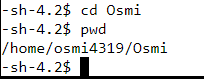 -sh-4.2$ cd Osmi
-sh-4.2$ pwd
/home/osmi4319/Osmi
-sh-4.2$